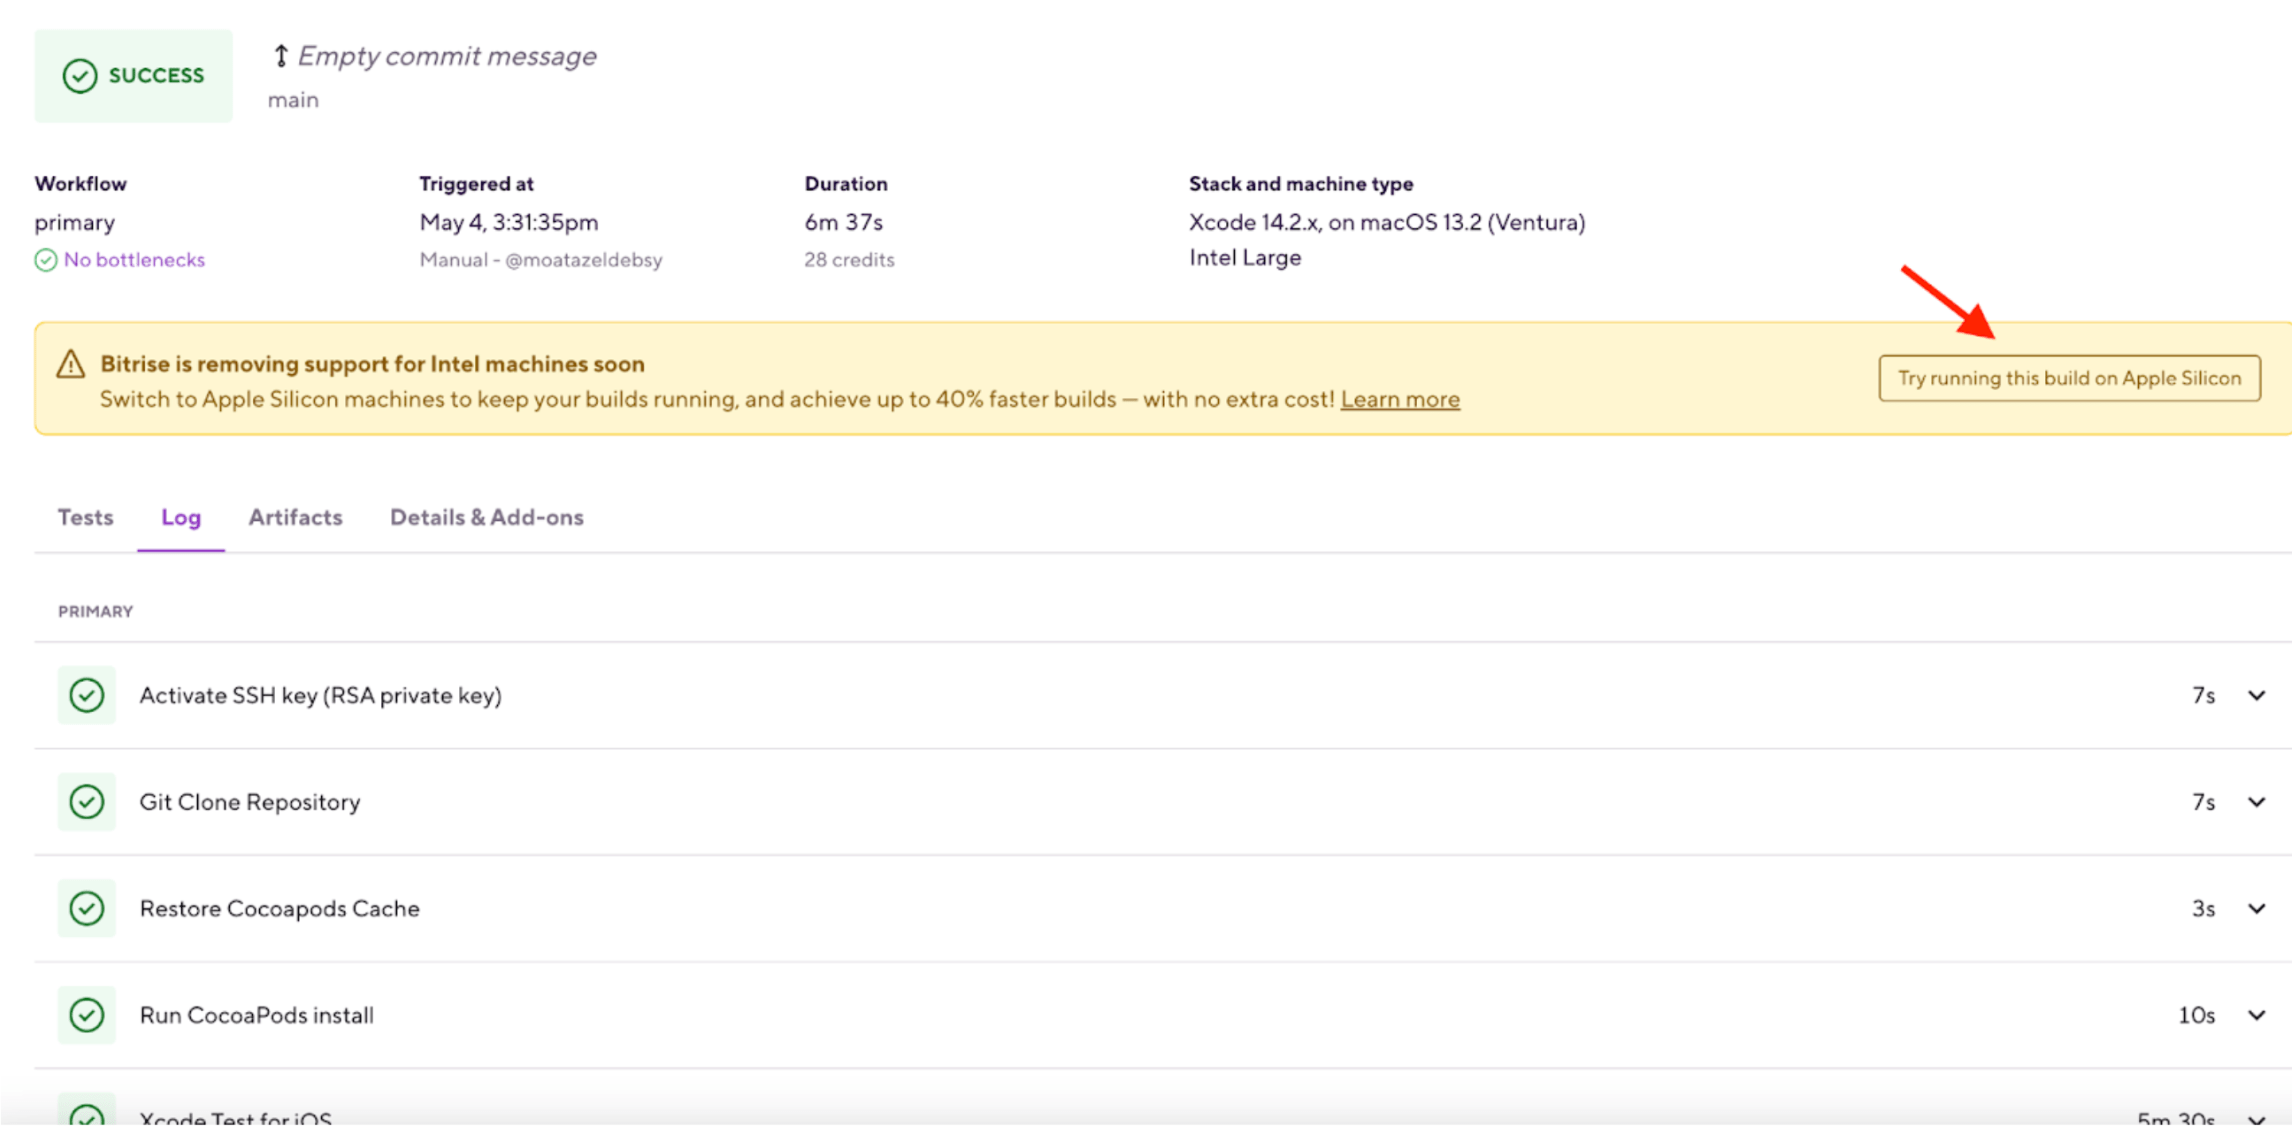 SUCCESS
Empty commit message
main
Workflow
primary
No bottlenecks
Triggered at
May 4, 3:31:35pm
Manual - @moatazeldebsy
Duration
6m 37s
28 credits
Stack and machine type
Xcode 14.2.x, on macOS 13.2 (Ventura)
Intel Large
Bitrise is removing support for Intel machines soon
Switch to Apple Silicon machines to keep your builds running, and achieve up to 40% faster builds – with no extra cost! Learn more
Try running this build on Apple Silicon
Tests Log Artifacts Details & Add-ons
PRIMARY
Activate SSH key (RSA private key) 7s
Git Clone Repository 7s
Restore Cocoapods Cache 3s
Run CocoaPods install 10s
Xcode Test for iOS 5m 30s